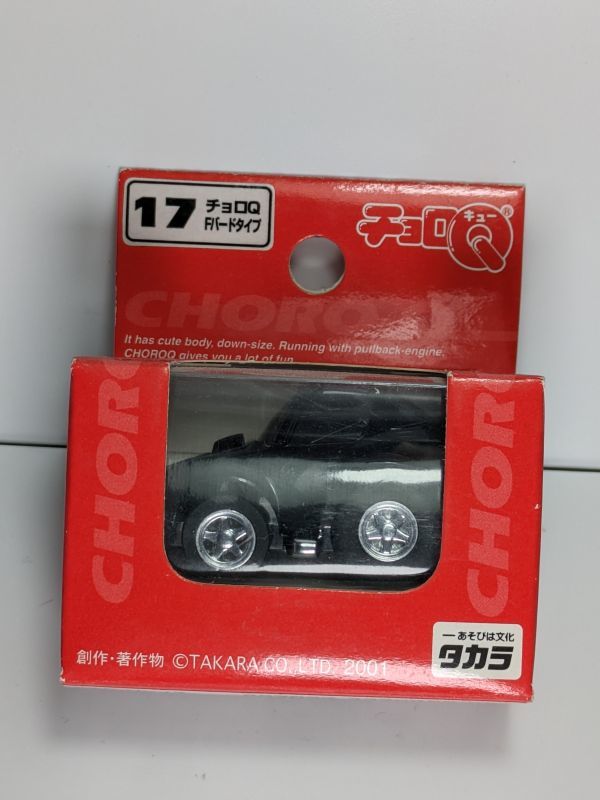 17 チョロQ
Fバードタイプ
チョロQ キュー ®
CHOROQ
It has cute body, down-size. Running with pullback-engine,
CHOROQ gives you a lot of fun
CHORO
CHORO
創作・著作物 ©TAKARA CO., LTD. 2001
あそびは文化
タカラ